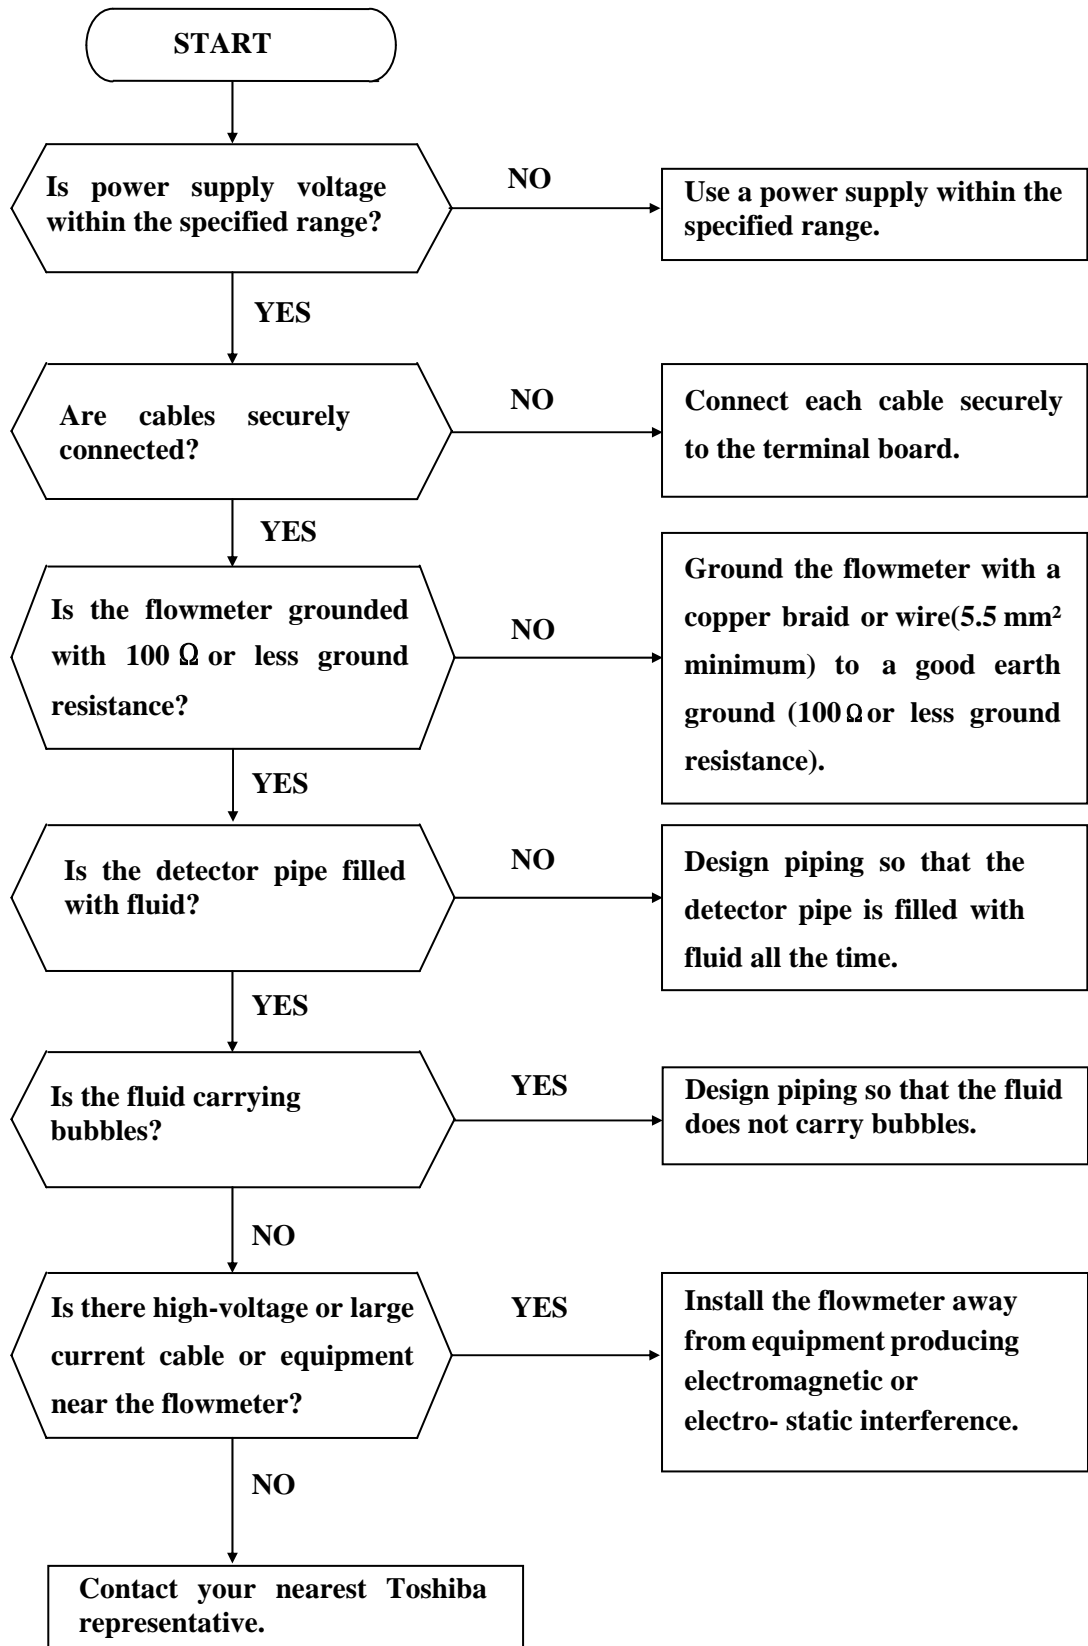 START
Is power supply voltage
within the specified range?
NO
Use a power supply within the
specified range.
YES
Are cables securely
connected?
NO
Connect each cable securely
to the terminal board.
YES
Is the flowmeter grounded
with 100 Ω or less ground
resistance?
NO
Ground the flowmeter with a
copper braid or wire(5.5 mm²
minimum) to a good earth
ground (100Ω or less ground
resistance).
YES
Is the detector pipe filled
with fluid?
NO
Design piping so that the
detector pipe is filled with
fluid all the time.
YES
Is the fluid carrying
bubbles?
YES
Design piping so that the fluid
does not carry bubbles.
NO
Is there high-voltage or large
current cable or equipment
near the flowmeter?
YES
Install the flowmeter away
from equipment producing
electromagnetic or
electro- static interference.
NO
Contact your nearest Toshiba
representative.